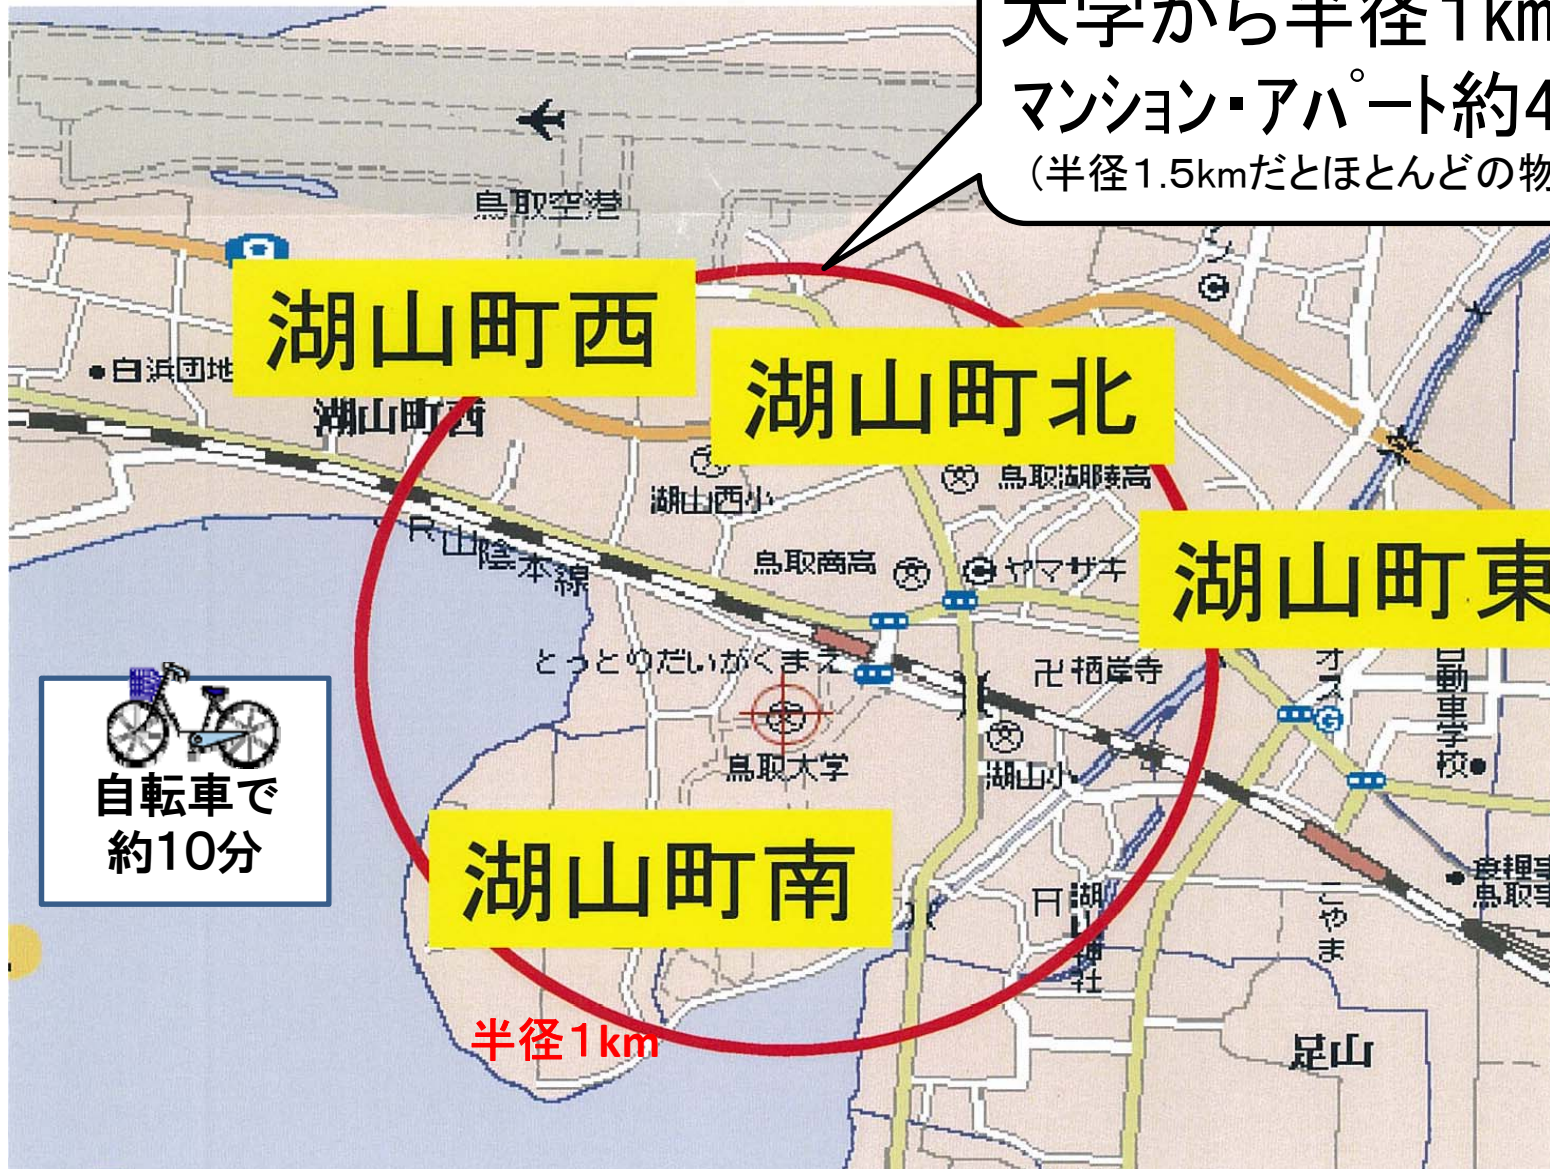 大学から半径1km
マンション・アパート約4
(半径1.5kmだとほとんどの物
鳥取空港
湖山町西
湖山町北
白浜団地
湖山町西
湖山西小
鳥取湖陵高
JR山陰本線
鳥取商高
ヤマザキ
湖山町東
とっとりだいがくまえ
卍栖岸寺
鳥取大学
湖山小
自動車学校
自転車で
約10分
湖山町南
湖山神社
こやま
半径1km
足山